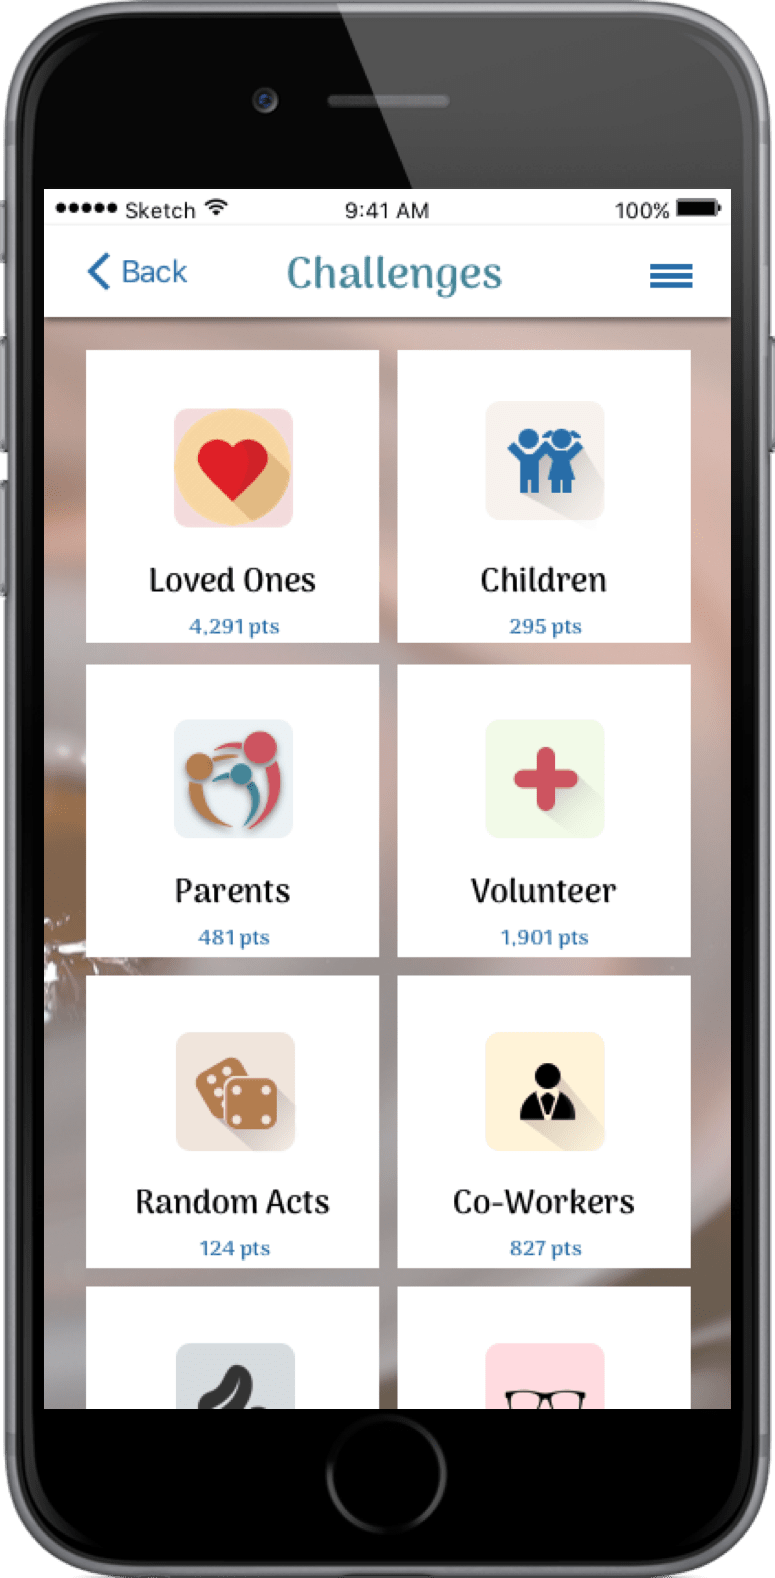 Sketch 9:41 AM 100%
Back Challenges
Loved Ones Children
4,291 pts 295 pts
Parents Volunteer
481 pts 1,901 pts
Random Acts Co-Workers
124 pts 827 pts